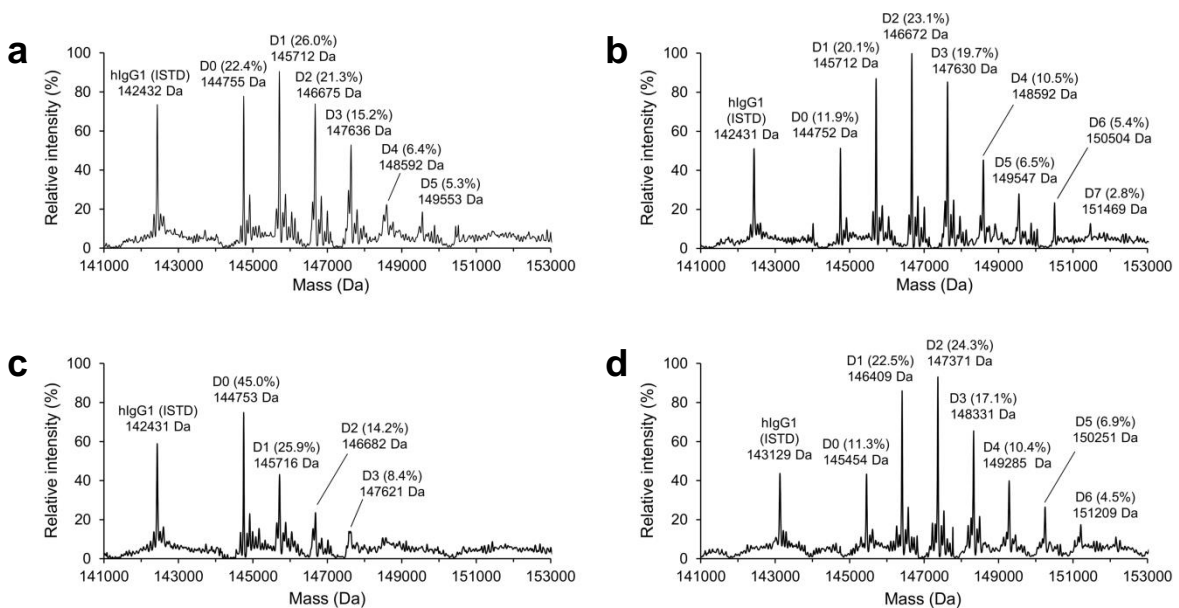 a
D1 (26.0%)
145712 Da
D0 (22.4%)
144755 Da
hIgG1 (ISTD)
142432 Da
D2 (21.3%)
146675 Da
D3 (15.2%)
147636 Da
D4 (6.4%)
148592 Da
D5 (5.3%)
149553 Da
Relative intensity (%)
100
80
60
40
20
0
141000 143000 145000 147000 149000 151000 153000
Mass (Da)
b
D2 (23.1%)
146672 Da
D1 (20.1%)
145712 Da
D3 (19.7%)
147630 Da
D4 (10.5%)
148592 Da
hIgG1
(ISTD)
142431 Da
D0 (11.9%)
144752 Da
D6 (5.4%)
150504 Da
D5 (6.5%)
149547 Da
D7 (2.8%)
151469 Da
Relative intensity (%)
100
80
60
40
20
0
141000 143000 145000 147000 149000 151000 153000
Mass (Da)
c
D0 (45.0%)
144753 Da
hIgG1 (ISTD)
142431 Da
D1 (25.9%)
145716 Da
D2 (14.2%)
146682 Da
D3 (8.4%)
147621 Da
Relative intensity (%)
100
80
60
40
20
0
141000 143000 145000 147000 149000 151000 153000
Mass (Da)
d
D2 (24.3%)
147371 Da
D1 (22.5%)
146409 Da
D3 (17.1%)
148331 Da
hIgG1
(ISTD)
143129 Da
D0 (11.3%)
145454 Da
D4 (10.4%)
149285 Da
D5 (6.9%)
150251 Da
D6 (4.5%)
151209 Da
Relative intensity (%)
100
80
60
40
20
0
141000 143000 145000 147000 149000 151000 153000
Mass (Da)